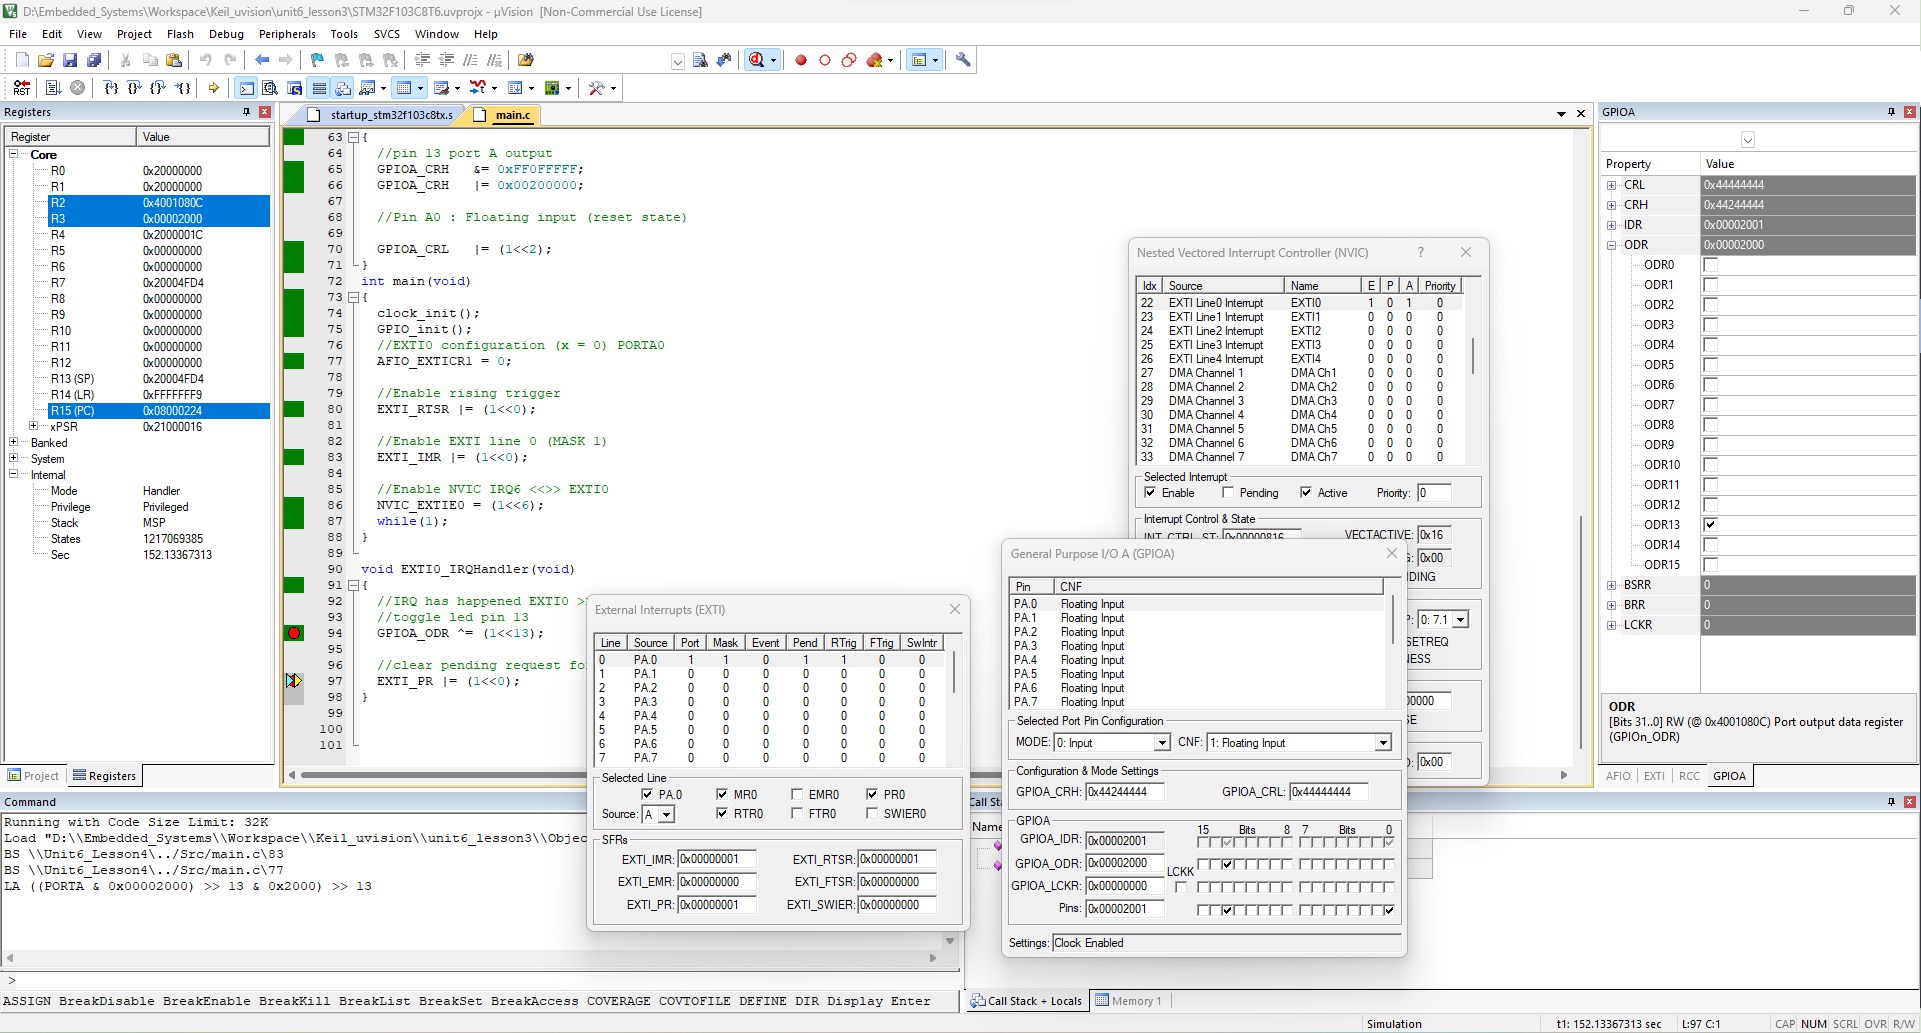 D:\Embedded_Systems\Workspace\Keil_uvision\unit6_lesson3\STM32F103C8T6.uvprojx - µVision  [Non-Commercial Use License]
File Edit View Project Flash Debug Peripherals Tools SVCS Window Help
Registers
Register Value
Core
R0 0x20000000
R1 0x20000000
R2 0x4001080C
R3 0x00002000
R4 0x2000001C
R5 0x00000000
R6 0x00000000
R7 0x20004FD4
R8 0x00000000
R9 0x00000000
R10 0x00000000
R11 0x00000000
R12 0x00000000
R13 (SP) 0x20004FD4
R14 (LR) 0xFFFFFFF9
R15 (PC) 0x08000224
xPSR 0x21000016
Banked
System
Internal
Mode Handler
Privilege Privileged
Stack MSP
States 1217069385
Sec 152.13367313
Project Registers
startup_stm32f103c8tx.s main.c
63 {
64 //pin 13 port A output
65 GPIOA_CRH &= 0xFF0FFFFF;
66 GPIOA_CRH |= 0x00200000;
67
68 //Pin A0 : Floating input (reset state)
69
70 GPIOA_CRL |= (1<<2);
71 }
72 int main(void)
73 {
74 clock_init();
75 GPIO_init();
76 //EXTI0 configuration (x = 0) PORTA0
77 AFIO_EXTICR1 = 0;
78
79 //Enable rising trigger
80 EXTI_RTSR |= (1<<0);
81
82 //Enable EXTI line 0 (MASK 1)
83 EXTI_IMR |= (1<<0);
84
85 //Enable NVIC IRQ6 <<>> EXTI0
86 NVIC_EXTIE0 = (1<<6);
87 while(1);
88 }
89
90 void EXTI0_IRQHandler(void)
91 {
92 //IRQ has happened EXTI0 >
93 //toggle led pin 13
94 GPIOA_ODR ^= (1<<13);
95
96 //clear pending request fo
97 EXTI_PR |= (1<<0);
98 }
99
100
101
Nested Vectored Interrupt Controller (NVIC) ?
Idx Source Name E P A Priority
22 EXTI Line0 Interrupt EXTI0 1 0 1 0
23 EXTI Line1 Interrupt EXTI1 0 0 0 0
24 EXTI Line2 Interrupt EXTI2 0 0 0 0
25 EXTI Line3 Interrupt EXTI3 0 0 0 0
26 EXTI Line4 Interrupt EXTI4 0 0 0 0
27 DMA Channel 1 DMA Ch1 0 0 0 0
28 DMA Channel 2 DMA Ch2 0 0 0 0
29 DMA Channel 3 DMA Ch3 0 0 0 0
30 DMA Channel 4 DMA Ch4 0 0 0 0
31 DMA Channel 5 DMA Ch5 0 0 0 0
32 DMA Channel 6 DMA Ch6 0 0 0 0
33 DMA Channel 7 DMA Ch7 0 0 0 0
Selected Interrupt
Enable Pending Active Priority: 0
Interrupt Control & State
INT_CTRL_ST: 0x00000816 VECTACTIVE: 0x16
G: 0x00
DING
P: 0: 7.1
SETREQ
NESS
00000
SE
D: 0x00
General Purpose I/O A (GPIOA)
Pin CNF
PA.0 Floating Input
PA.1 Floating Input
PA.2 Floating Input
PA.3 Floating Input
PA.4 Floating Input
PA.5 Floating Input
PA.6 Floating Input
PA.7 Floating Input
Selected Port Pin Configuration
MODE: 0: Input CNF: 1: Floating Input
Configuration & Mode Settings
GPIOA_CRH: 0x44244444 GPIOA_CRL: 0x44444444
GPIOA
15 Bits 8 7 Bits 0
GPIOA_IDR: 0x00002001
GPIOA_ODR: 0x00002000
LCKK
GPIOA_LCKR: 0x00000000
Pins: 0x00002001
Settings: Clock Enabled
External Interrupts (EXTI)
Line Source Port Mask Event Pend RTrig FTrig SwIntr
0 PA.0 1 1 0 1 1 0 0
1 PA.1 0 0 0 0 0 0 0
2 PA.2 0 0 0 0 0 0 0
3 PA.3 0 0 0 0 0 0 0
4 PA.4 0 0 0 0 0 0 0
5 PA.5 0 0 0 0 0 0 0
6 PA.6 0 0 0 0 0 0 0
7 PA.7 0 0 0 0 0 0 0
Selected Line
PA.0 MR0 EMR0 PR0
Source: A RTR0 FTR0 SWIER0
SFRs
EXTI_IMR: 0x00000001 EXTI_RTSR: 0x00000001
EXTI_EMR: 0x00000000 EXTI_FTSR: 0x00000000
EXTI_PR: 0x00000001 EXTI_SWIER: 0x00000000
GPIOA
Property Value
CRL 0x44444444
CRH 0x44244444
IDR 0x00002001
ODR 0x00002000
ODR0
ODR1
ODR2
ODR3
ODR4
ODR5
ODR6
ODR7
ODR8
ODR9
ODR10
ODR11
ODR12
ODR13
ODR14
ODR15
BSRR 0
BRR 0
LCKR 0
ODR
[Bits 31..0] RW (@ 0x4001080C) Port output data register
(GPIOn_ODR)
AFIO EXTI RCC GPIOA
Command
Running with Code Size Limit: 32K
Load "D:\\Embedded_Systems\\Workspace\\Keil_uvision\\unit6_lesson3\\Objec
BS \\Unit6_Lesson4\../Src/main.c\83
BS \\Unit6_Lesson4\../Src/main.c\77
LA ((PORTA & 0x00002000) >> 13 & 0x2000) >> 13
>
ASSIGN BreakDisable BreakEnable BreakKill BreakList BreakSet BreakAccess COVERAGE COVTOFILE DEFINE DIR Display Enter
Call Sta
Name
Call Stack + Locals Memory 1
Simulation t1: 152.13367313 sec L:97 C:1 CAP NUM SCRL OVR R/W